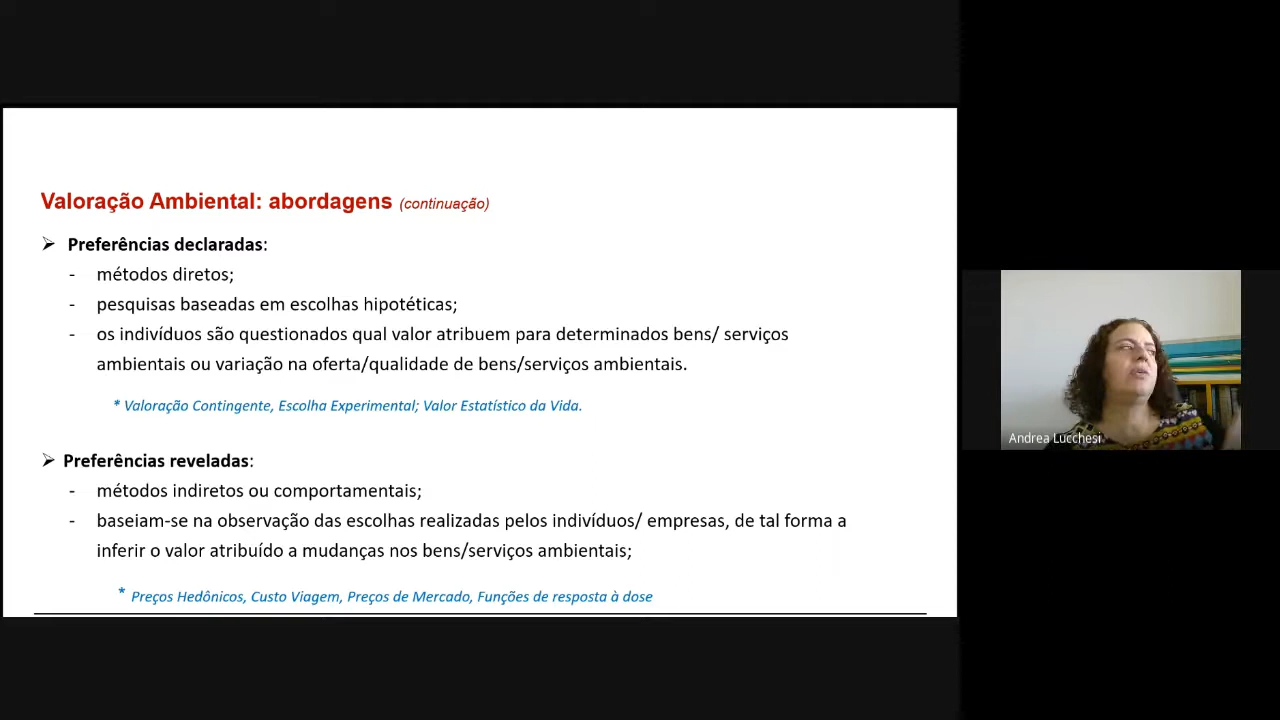 Valoração Ambiental: abordagens (continuação)
➢ Preferências declaradas:
- métodos diretos;
- pesquisas baseadas em escolhas hipotéticas;
- os indivíduos são questionados qual valor atribuem para determinados bens/ serviços
ambientais ou variação na oferta/qualidade de bens/serviços ambientais.
* Valoração Contingente, Escolha Experimental; Valor Estatístico da Vida.
➢ Preferências reveladas:
- métodos indiretos ou comportamentais;
- baseiam-se na observação das escolhas realizadas pelos indivíduos/ empresas, de tal forma a
inferir o valor atribuído a mudanças nos bens/serviços ambientais;
* Preços Hedônicos, Custo Viagem, Preços de Mercado, Funções de resposta à dose
Andrea Lucchesi